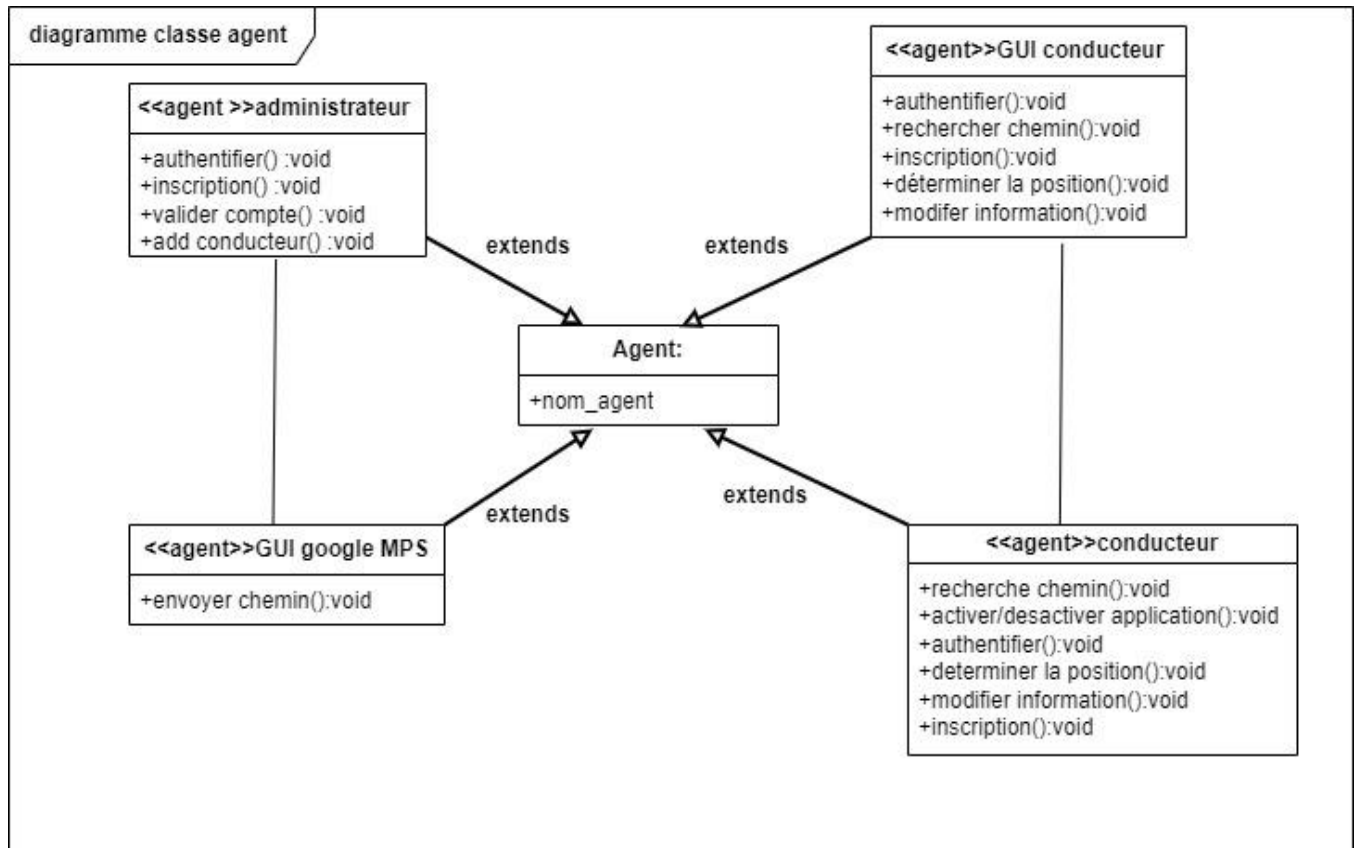 diagramme classe agent
<<agent >>administrateur
+authentifier() :void
+inscription() :void
+valider compte() :void
+add conducteur() :void
<<agent>>GUI conducteur
+authentifier():void
+rechercher chemin():void
+inscription():void
+déterminer la position():void
+modifer information():void
extends
extends
Agent:
+nom_agent
extends
extends
<<agent>>GUI google MPS
+envoyer chemin():void
<<agent>>conducteur
+recherche chemin():void
+activer/desactiver application():void
+authentifier():void
+determiner la position():void
+modifier information():void
+inscription():void